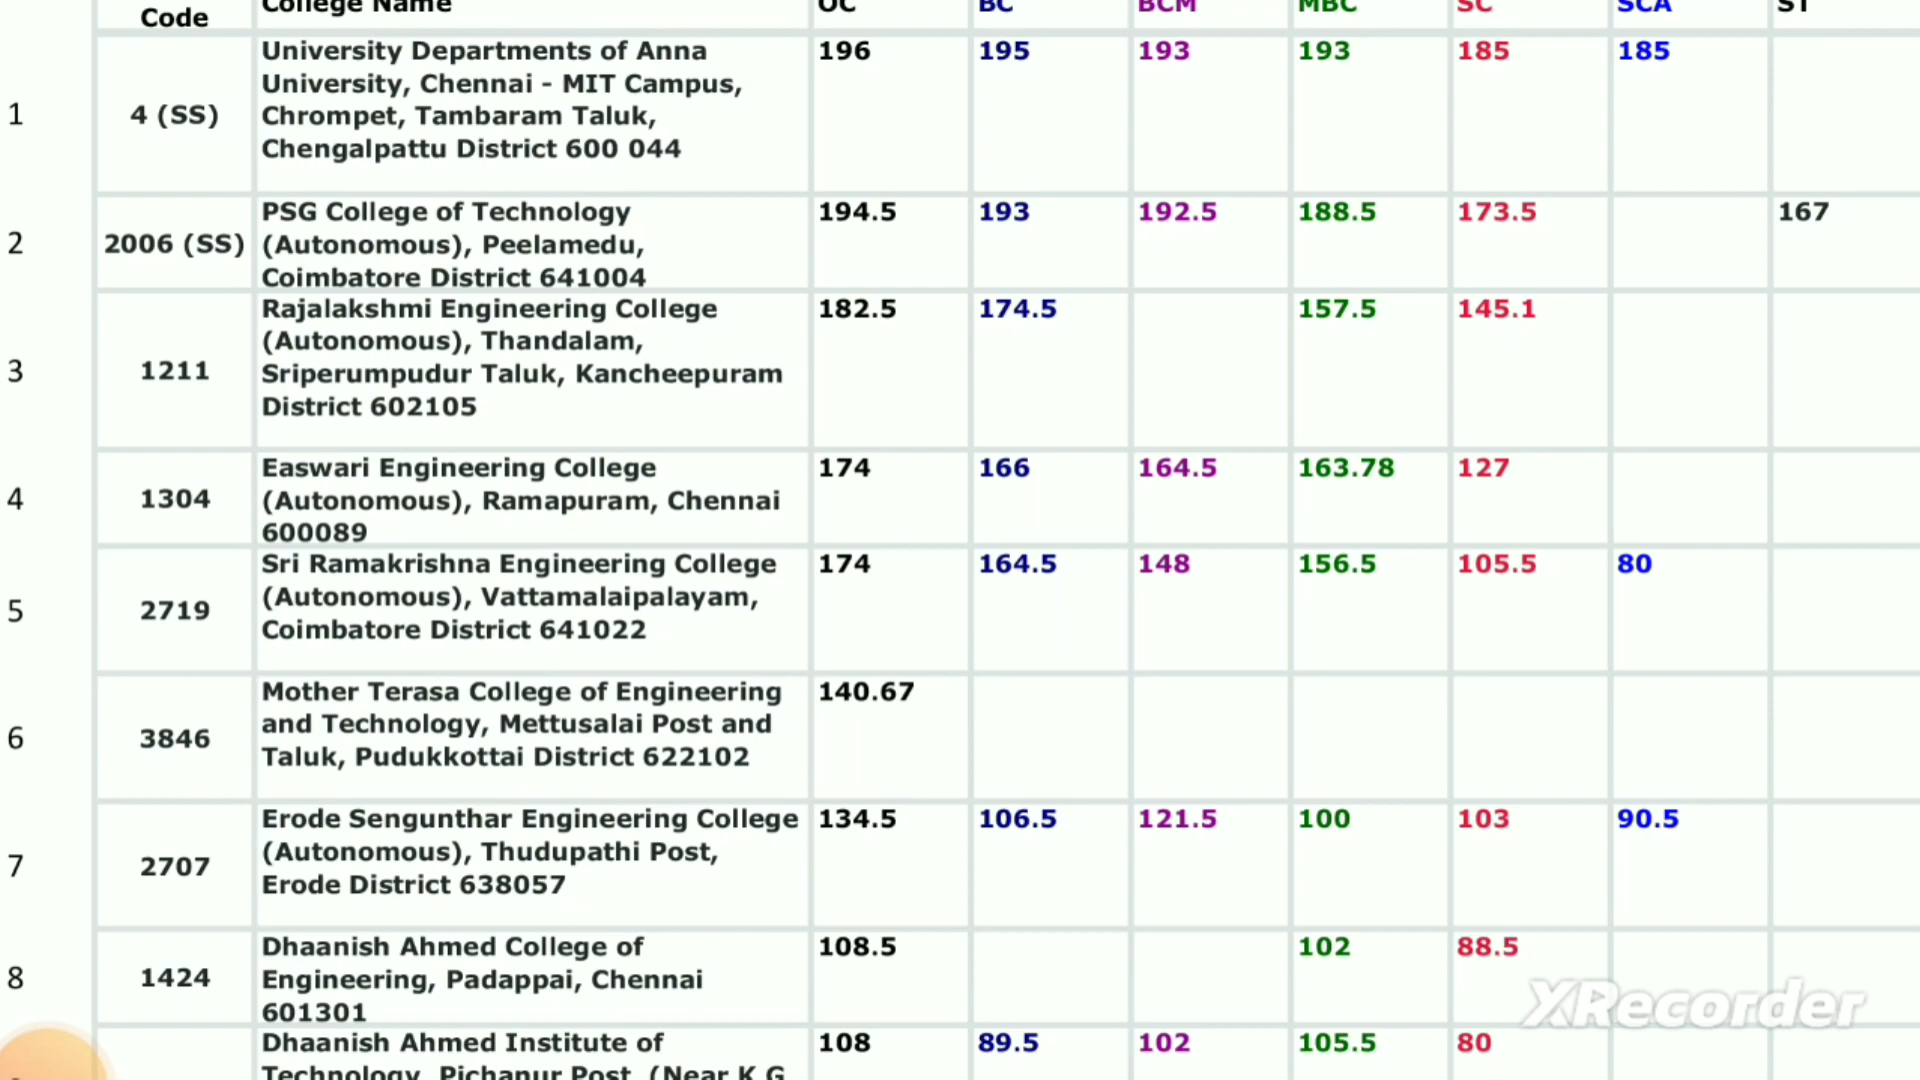 Code College Name OC BC BCM MBC SC SCA ST
1 4 (SS) University Departments of Anna 196 195 193 193 185 185
University, Chennai - MIT Campus,
Chrompet, Tambaram Taluk,
Chengalpattu District 600 044
2 2006 (SS) PSG College of Technology 194.5 193 192.5 188.5 173.5 167
(Autonomous), Peelamedu,
Coimbatore District 641004
3 1211 Rajalakshmi Engineering College 182.5 174.5 157.5 145.1
(Autonomous), Thandalam,
Sriperumpudur Taluk, Kancheepuram
District 602105
4 1304 Easwari Engineering College 174 166 164.5 163.78 127
(Autonomous), Ramapuram, Chennai
600089
5 2719 Sri Ramakrishna Engineering College 174 164.5 148 156.5 105.5 80
(Autonomous), Vattamalaipalayam,
Coimbatore District 641022
6 3846 Mother Terasa College of Engineering 140.67
and Technology, Mettusalai Post and
Taluk, Pudukkottai District 622102
7 2707 Erode Sengunthar Engineering College 134.5 106.5 121.5 100 103 90.5
(Autonomous), Thudupathi Post,
Erode District 638057
8 1424 Dhaanish Ahmed College of 108.5 102 88.5
Engineering, Padappai, Chennai
601301
Dhaanish Ahmed Institute of 108 89.5 102 105.5 80
Technology, Pichanur Post, (Near K G
XRecorder